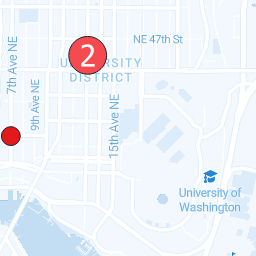 NE 47th St
2
UNIVERSITY
DISTRICT
7th Ave NE
9th Ave NE
15th Ave NE
University of
Washington